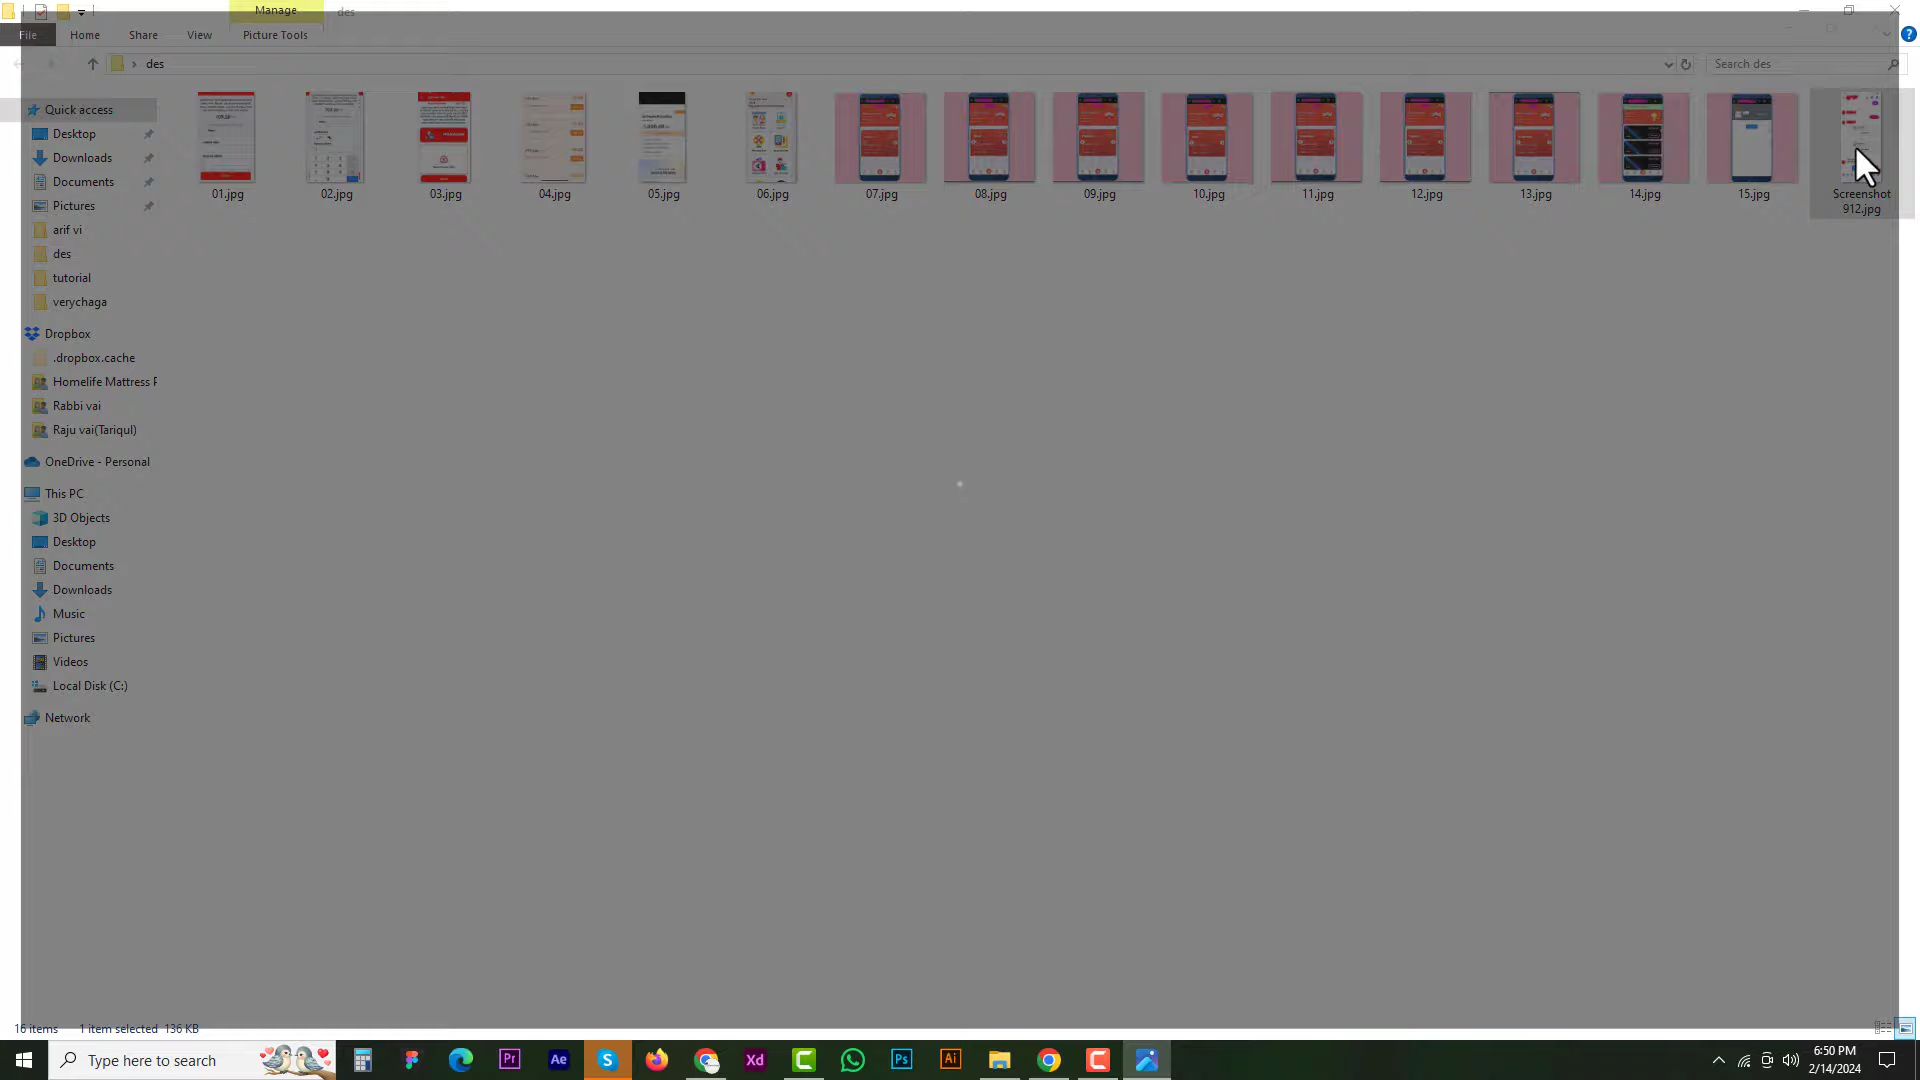 Manage
des
File
Home
Share
View
Picture Tools
des
Search des
Quick access
Desktop
Downloads
Documents
Pictures
arif vi
des
tutorial
verychaga
Dropbox
.dropbox.cache
Homelife Mattress F
Rabbi vai
Raju vai(Tariqul)
OneDrive - Personal
This PC
3D Objects
Desktop
Documents
Downloads
Music
Pictures
Videos
Local Disk (C:)
Network
01.jpg
02.jpg
03.jpg
04.jpg
05.jpg
06.jpg
07.jpg
08.jpg
09.jpg
10.jpg
11.jpg
12.jpg
13.jpg
14.jpg
15.jpg
Screenshot
912.jpg
16 items
1 item selected 136 KB
Type here to search
Pr
Ae
S
Xd
Ps
Ai
6:50 PM
2/14/2024